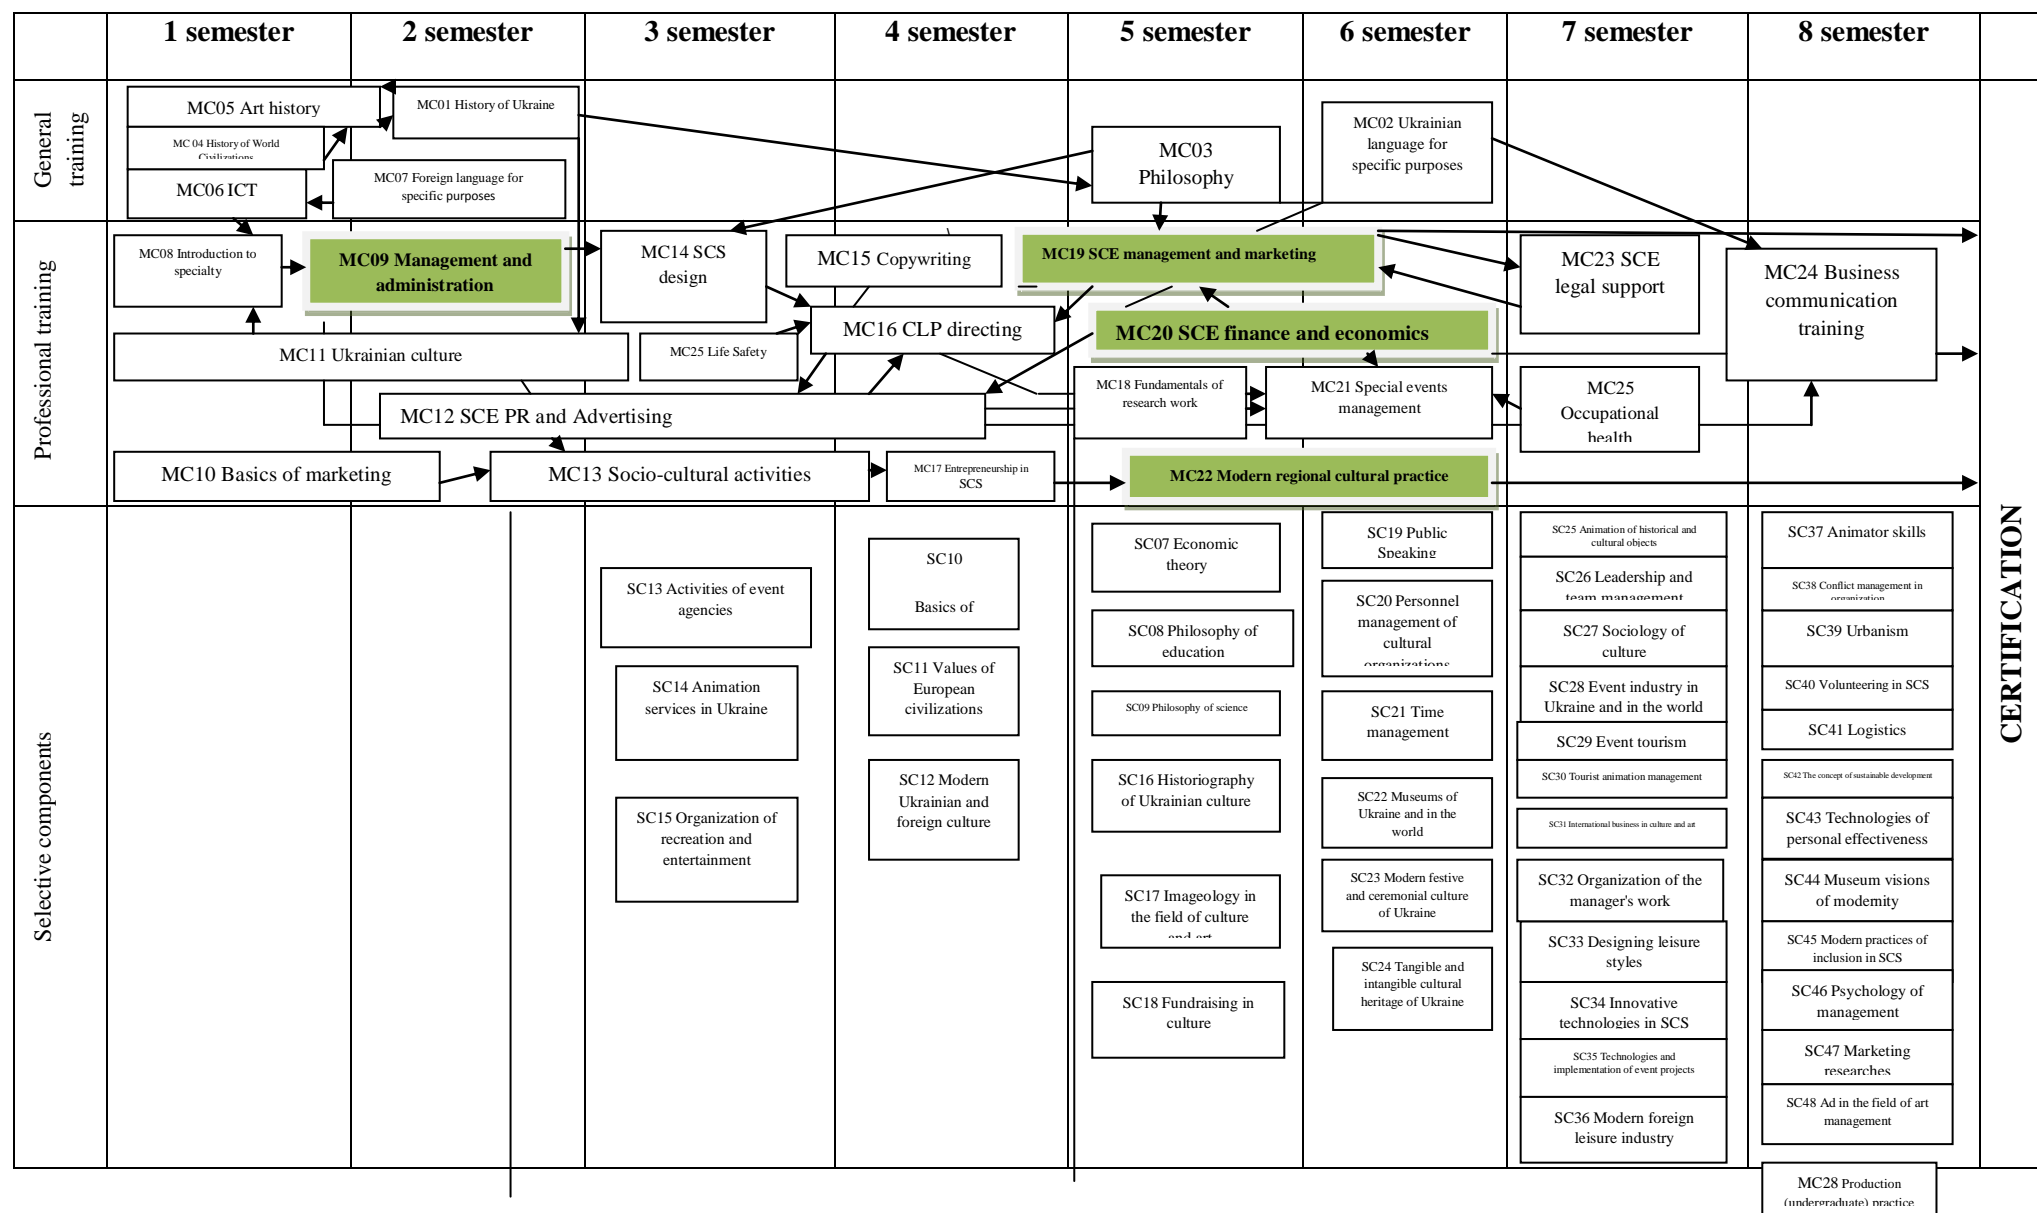 1 semester
2 semester
3 semester
4 semester
5 semester
6 semester
7 semester
8 semester
General
training
MC05 Art history
MC 04 History of World
Civilizations
MC06 ICT
MC01 History of Ukraine
MC07 Foreign language for
specific purposes
MC03
Philosophy
MC02 Ukrainian
language for
specific purposes
Professional training
MC08 Introduction to
specialty
MC09 Management and
administration
MC11 Ukrainian culture
MC10 Basics of marketing
MC12 SCE PR and Advertising
MC13 Socio-cultural activities
MC14 SCS
design
MC25 Life Safety
MC15 Copywriting
MC16 CLP directing
MC17 Entrepreneurship in
SCS
MC19 SCE management and marketing
MC20 SCE finance and economics
MC18 Fundamentals of
research work
MC21 Special events
management
MC22 Modern regional cultural practice
MC23 SCE
legal support
MC25
Occupational
health
MC24 Business
communication
training
Selective components
SC13 Activities of event
agencies
SC14 Animation
services in Ukraine
SC15 Organization of
recreation and
entertainment
SC10
Basics of
SC11 Values of
European
civilizations
SC12 Modern
Ukrainian and
foreign culture
SC07 Economic
theory
SC08 Philosophy of
education
SC09 Philosophy of science
SC16 Historiography
of Ukrainian culture
SC17 Imageology in
the field of culture
and art
SC18 Fundraising in
culture
SC19 Public
Speaking
SC20 Personnel
management of
cultural
organizations
SC21 Time
management
SC22 Museums of
Ukraine and in the
world
SC23 Modern festive
and ceremonial culture
of Ukraine
SC24 Tangible and
intangible cultural
heritage of Ukraine
SC25 Animation of historical and
cultural objects
SC26 Leadership and
team management
SC27 Sociology of
culture
SC28 Event industry in
Ukraine and in the world
SC29 Event tourism
SC30 Tourist animation management
SC31 International business in culture and art
SC32 Organization of the
manager's work
SC33 Designing leisure
styles
SC34 Innovative
technologies in SCS
SC35 Technologies and
implementation of event projects
SC36 Modern foreign
leisure industry
SC37 Animator skills
SC38 Conflict management in
organization
SC39 Urbanism
SC40 Volunteering in SCS
SC41 Logistics
SC42 The concept of sustainable development
SC43 Technologies of
personal effectiveness
SC44 Museum visions
of modernity
SC45 Modern practices of
inclusion in SCS
SC46 Psychology of
management
SC47 Marketing
researches
SC48 Ad in the field of art
management
MC28 Production
(undergraduate) practice
CERTIFICATION